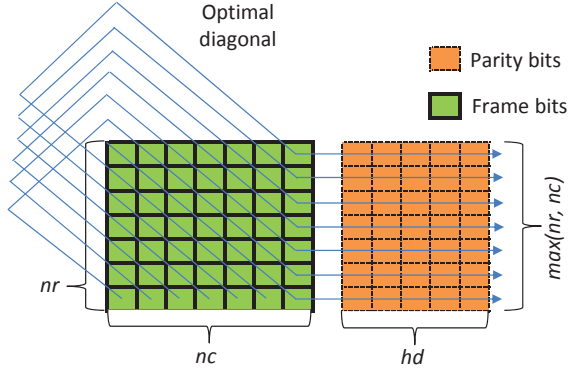 Optimal
diagonal
Parity bits
Frame bits
nr
max(nr, nc)
nc
hd